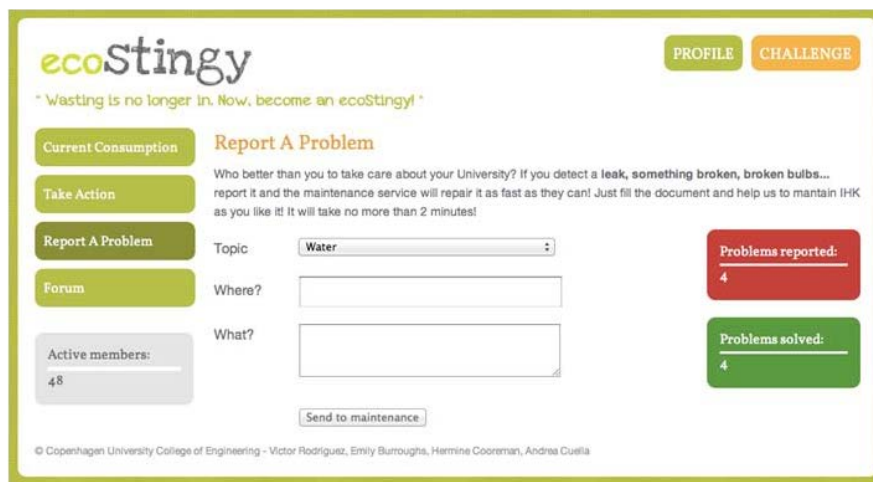 ecoStingy
PROFILE
CHALLENGE
" Wasting is no longer in. Now, become an ecoStingy! "
Current Consumption
Take Action
Report A Problem
Forum
Active members:
48
Report A Problem
Who better than you to take care about your University? If you detect a leak, something broken, broken bulbs...
report it and the maintenance service will repair it as fast as they can! Just fill the document and help us to mantain IHK
as you like it! It will take no more than 2 minutes!
Topic
Water
Where?
What?
Send to maintenance
Problems reported:
4
Problems solved:
4
© Copenhagen University College of Engineering - Victor Rodríguez, Emily Burroughs, Hermine Cooreman, Andrea Cuella